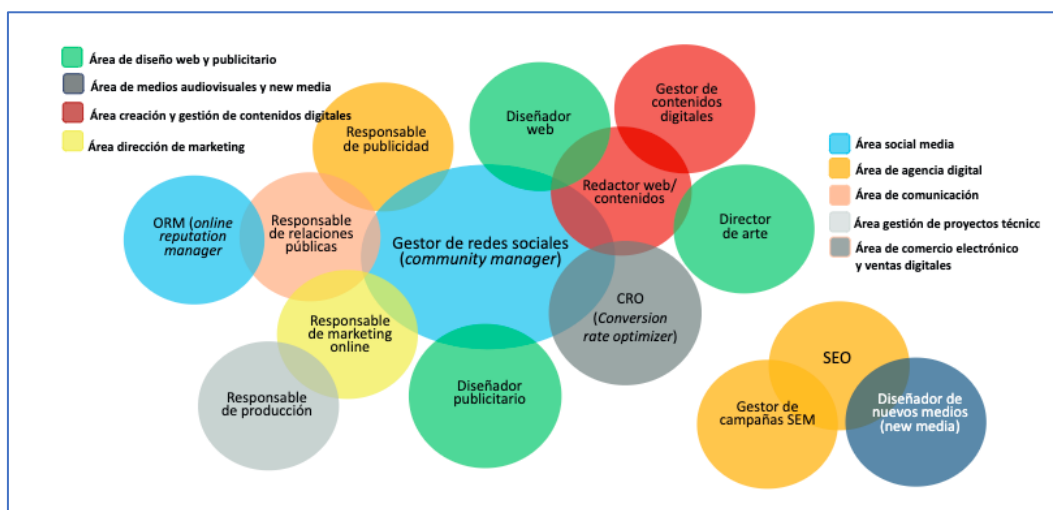 Área de diseño web y publicitario
Área de medios audiovisuales y new media
Área creación y gestión de contenidos digitales
Área dirección de marketing
Responsable
de publicidad
Diseñador
web
Gestor de
contenidos
digitales
Área social media
Área de agencia digital
Área de comunicación
Área gestión de proyectos técnico
Área de comercio electrónico
y ventas digitales
ORM (online
reputation
manager
Responsable
de relaciones
públicas
Gestor de redes sociales
(community manager)
Redactor web/
contenidos
Director
de arte
Responsable
de marketing
online
CRO
(Conversion
rate optimizer)
Responsable
de producción
Diseñador
publicitario
SEO
Gestor de
campañas SEM
Diseñador de
nuevos medios
(new media)